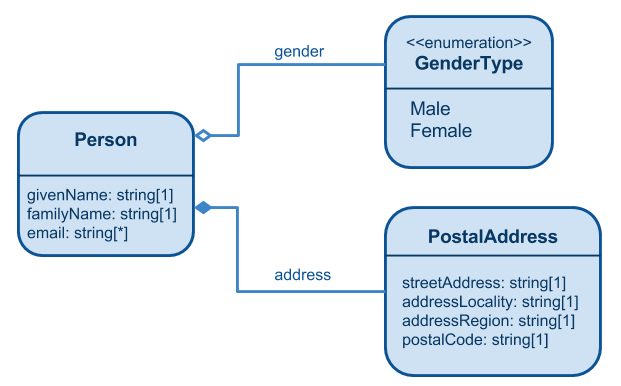 gender
<<enumeration>>
GenderType
Male
Female
Person
givenName: string[1]
familyName: string[1]
email: string[*]
address
PostalAddress
streetAddress: string[1]
addressLocality: string[1]
addressRegion: string[1]
postalCode: string[1]